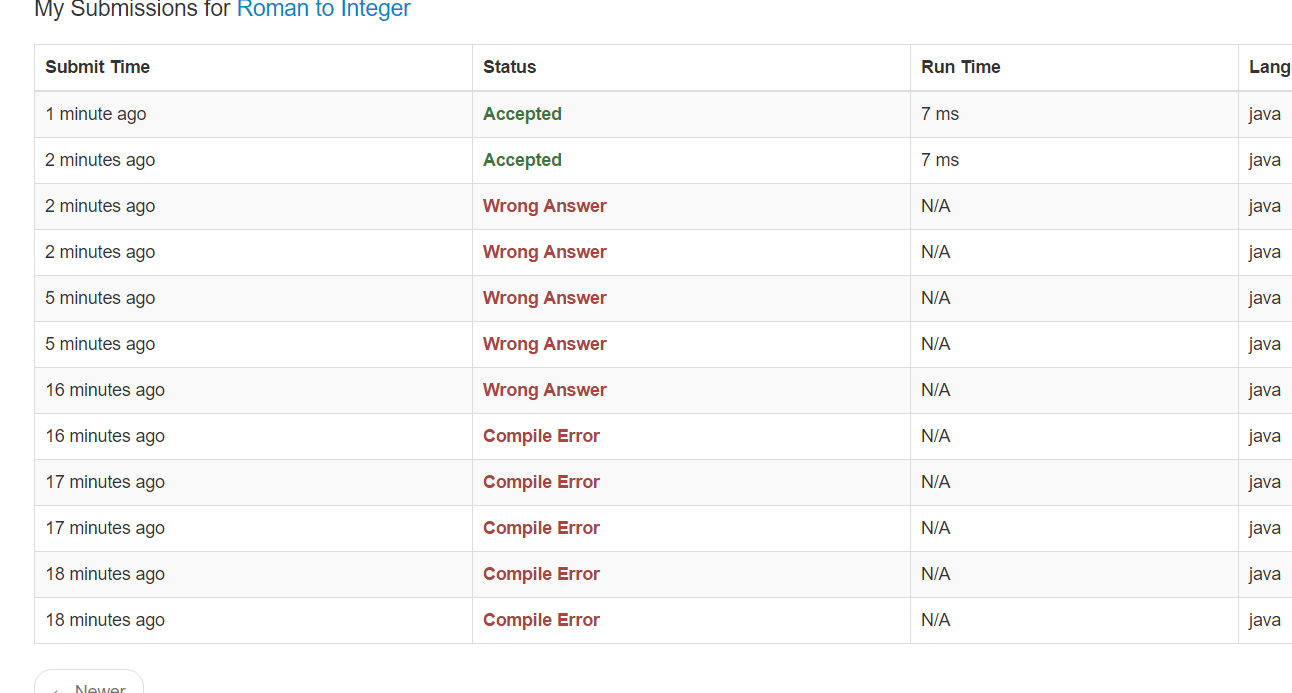 My Submissions for Roman to Integer
Submit Time Status Run Time Lang
1 minute ago Accepted 7 ms java
2 minutes ago Accepted 7 ms java
2 minutes ago Wrong Answer N/A java
2 minutes ago Wrong Answer N/A java
5 minutes ago Wrong Answer N/A java
5 minutes ago Wrong Answer N/A java
16 minutes ago Wrong Answer N/A java
16 minutes ago Compile Error N/A java
17 minutes ago Compile Error N/A java
17 minutes ago Compile Error N/A java
18 minutes ago Compile Error N/A java
18 minutes ago Compile Error N/A java
← Newer